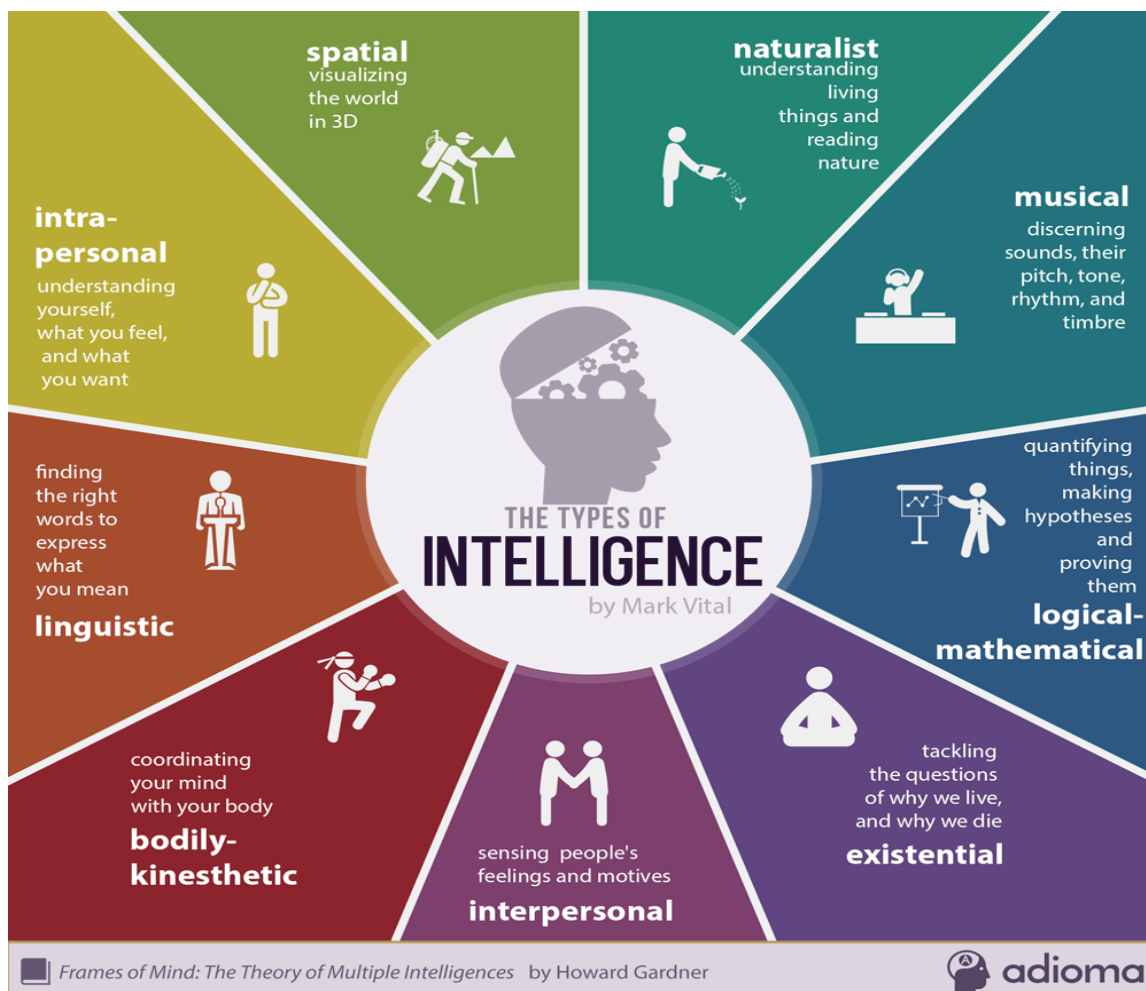 spatial
visualizing
the world
in 3D
naturalist
understanding
living
things and
reading
nature
musical
discerning
sounds, their
pitch, tone,
rhythm, and
timbre
intra-
personal
understanding
yourself,
what you feel,
and what
you want
finding
the right
words to
express
what
you mean
linguistic
THE TYPES OF
INTELLIGENCE
by Mark Vital
quantifying
things,
making
hypotheses
and
proving
them
logical-
mathematical
coordinating
your mind
with your body
bodily-
kinesthetic
sensing people's
feelings and motives
interpersonal
tackling
the questions
of why we live,
and why we die
existential
Frames of Mind: The Theory of Multiple Intelligences by Howard Gardner
A
adioma